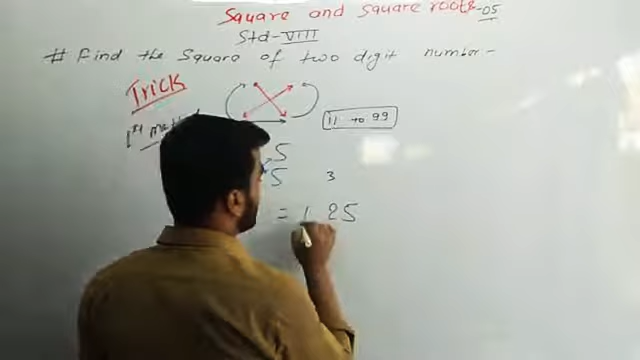 Square and Square roots-05
Std-VIII
# Find the Square of two digit number-
Trick
1st Method
11 to 99
5
5 3
= 1 25